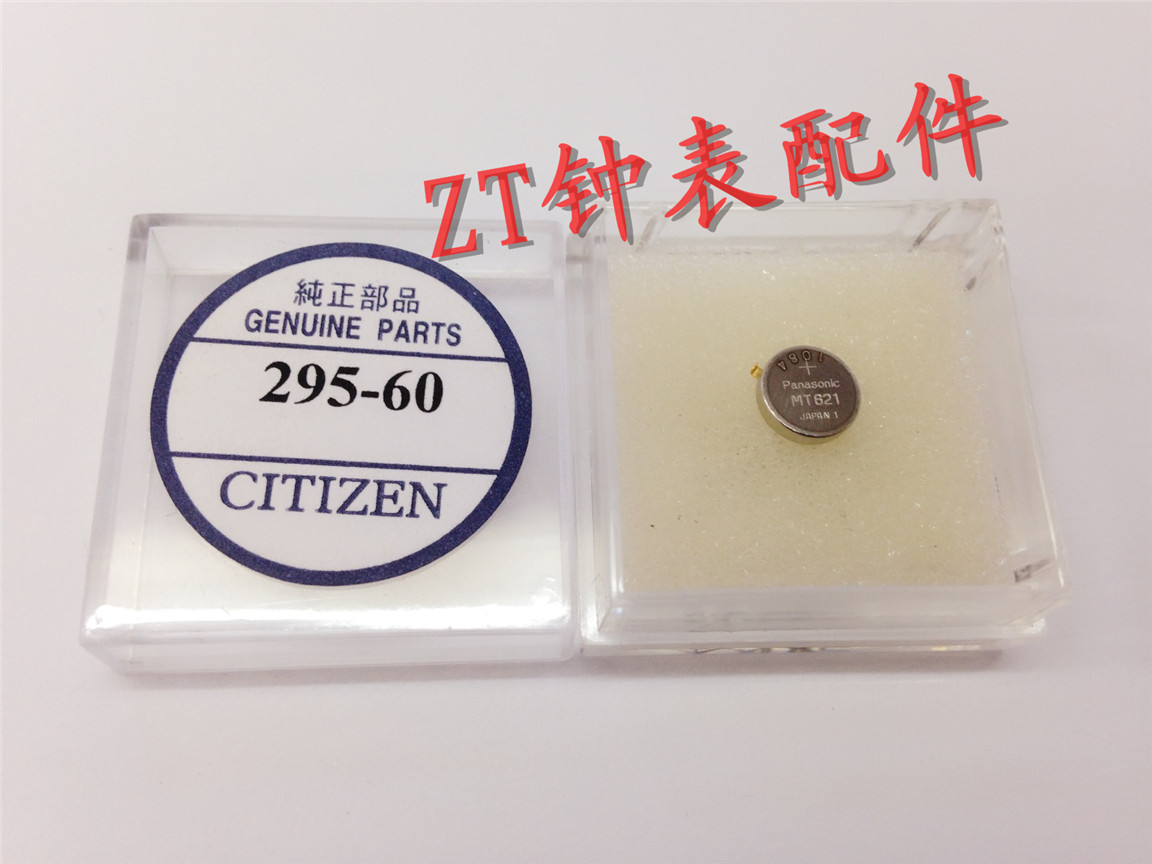 ZT钟表配件
純正部品
GENUINE PARTS
295-60
CITIZEN
1084
+
Panasonic
MT621
JAPAN 1